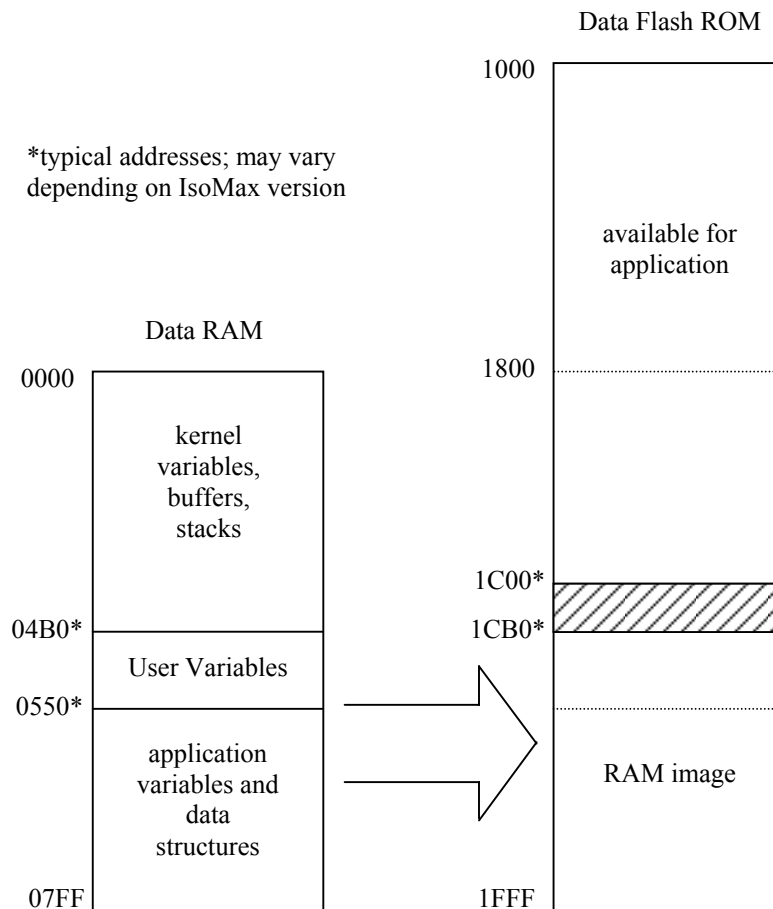 Data Flash ROM
1000
*typical addresses; may vary
depending on IsoMax version
available for
application
Data RAM
0000
1800
kernel
variables,
buffers,
stacks
1C00*
04B0*
1CB0*
User Variables
0550*
application
variables and
data
structures
RAM image
07FF
1FFF